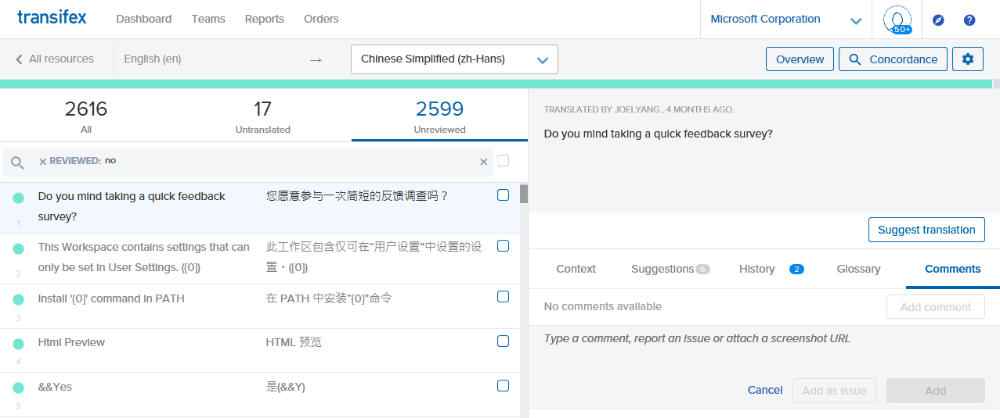 transifex Dashboard Teams Reports Orders Microsoft Corporation 50+ ?
All resources English (en) → Chinese Simplified (zh-Hans) Overview Concordance
2616 17 2599
All Untranslated Unreviewed
× REVIEWED: no ×
Do you mind taking a quick feedback survey?
您愿意参与一次简短的反馈调查吗？
1
This Workspace contains settings that can
only be set in User Settings. ({0})
此工作区包含仅可在“用户设置”中设置的设
置。({0})
2
Install '{0}' command in PATH
在 PATH 中安装“{0}”命令
3
Html Preview
HTML 预览
4
&&Yes
是(&&Y)
5
TRANSLATED BY JOELYANG , 4 MONTHS AGO.
Do you mind taking a quick feedback survey?
Suggest translation
Context Suggestions 6 History 2 Glossary Comments
No comments available Add comment
Type a comment, report an issue or attach a screenshot URL
Cancel Add as issue Add